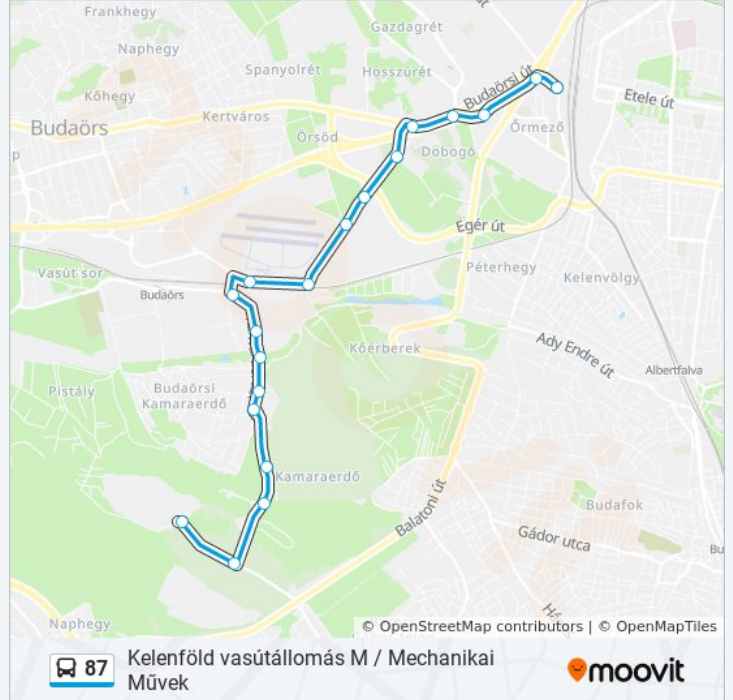 Frankhegy
Gazdagrét
Naphegy
Spanyolrét
Hosszúrét
Budaörsi út
Kőhegy
Etele út
Kertváros
Budaörs
Őrmező
Örsöd
Döbögő
Egér út
Péterhegy
Vasút sor
Kelenvölgy
Budaörs
Ady Endre út
Kőérberek
Albertfalva
Pistály
Budaörsi
Kamaraerdő
Kamaraerdő
Balatoni út
Budafok
Gádor utca
Bu
Naphegy
© OpenStreetMap contributors | © OpenMapTiles
87
Kelenföld vasútállomás M / Mechanikai
Művek
moovit